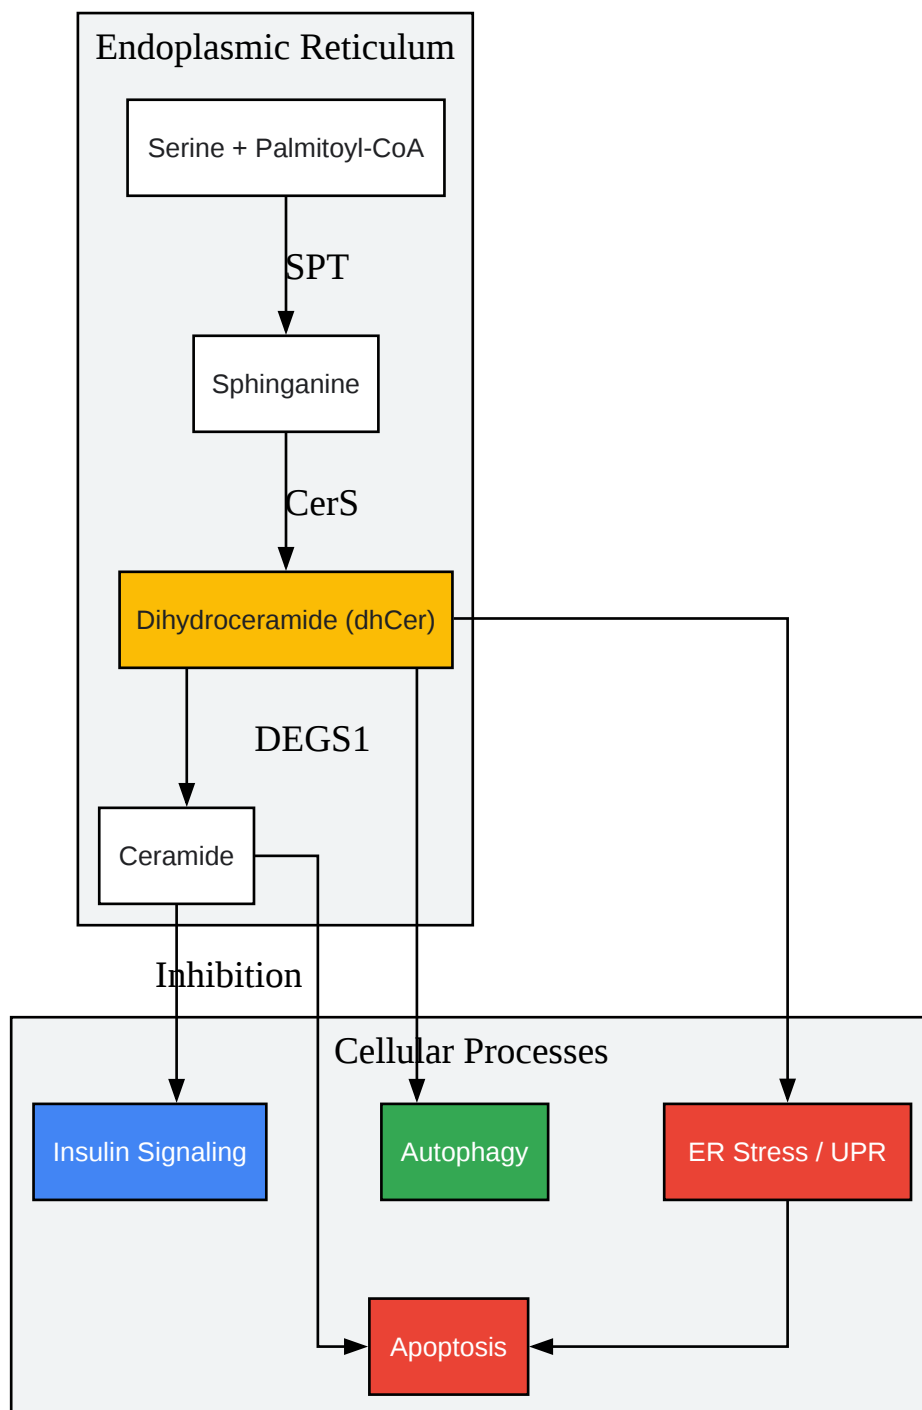 Endoplasmic Reticulum
Serine + Palmitoyl-CoA
SPT
Sphinganine
CerS
Dihydroceramide (dhCer)
DEGS1
Ceramide
Inhibition
Cellular Processes
Insulin Signaling
Autophagy
ER Stress / UPR
Apoptosis